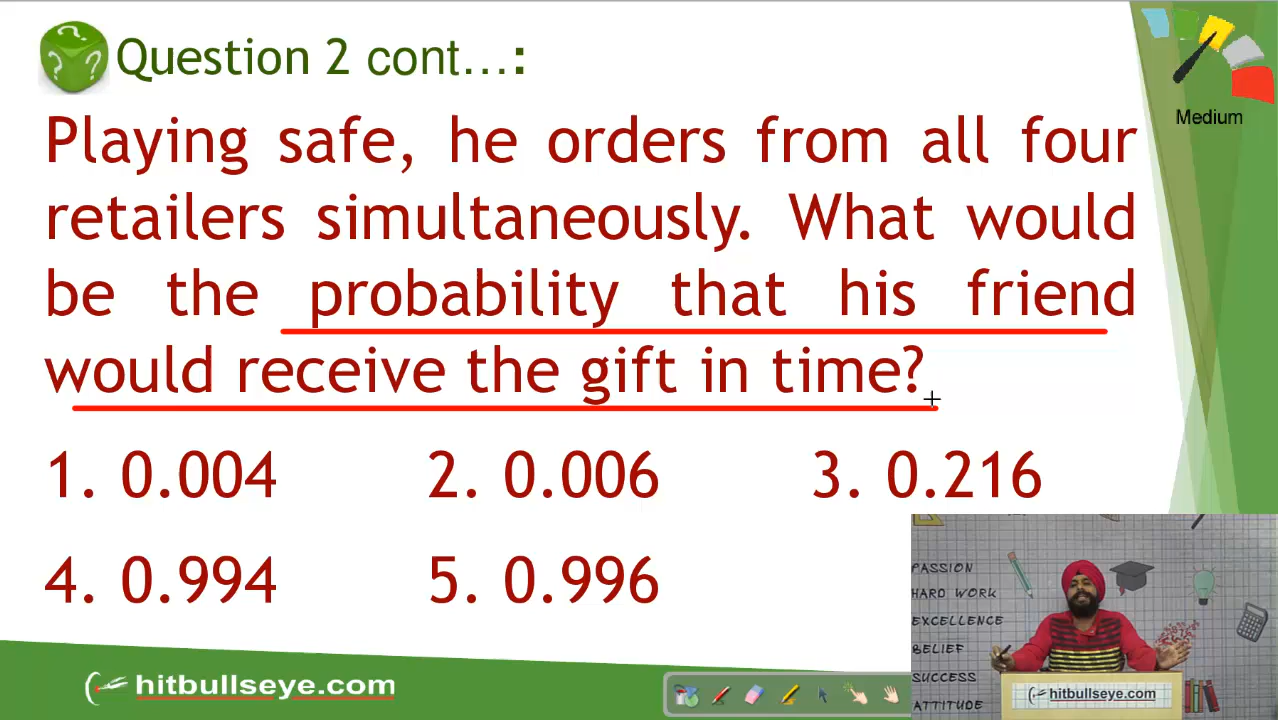 Question 2 cont...:
Medium
Playing safe, he orders from all four
retailers simultaneously. What would
be the probability that his friend
would receive the gift in time?
1. 0.004 2. 0.006 3. 0.216
4. 0.994 5. 0.996
PASSION
HARD WORK
EXCELLENCE
BELIEF
SUCCESS
ATTITUDE
hitbullseye.com
hitbullseye.com